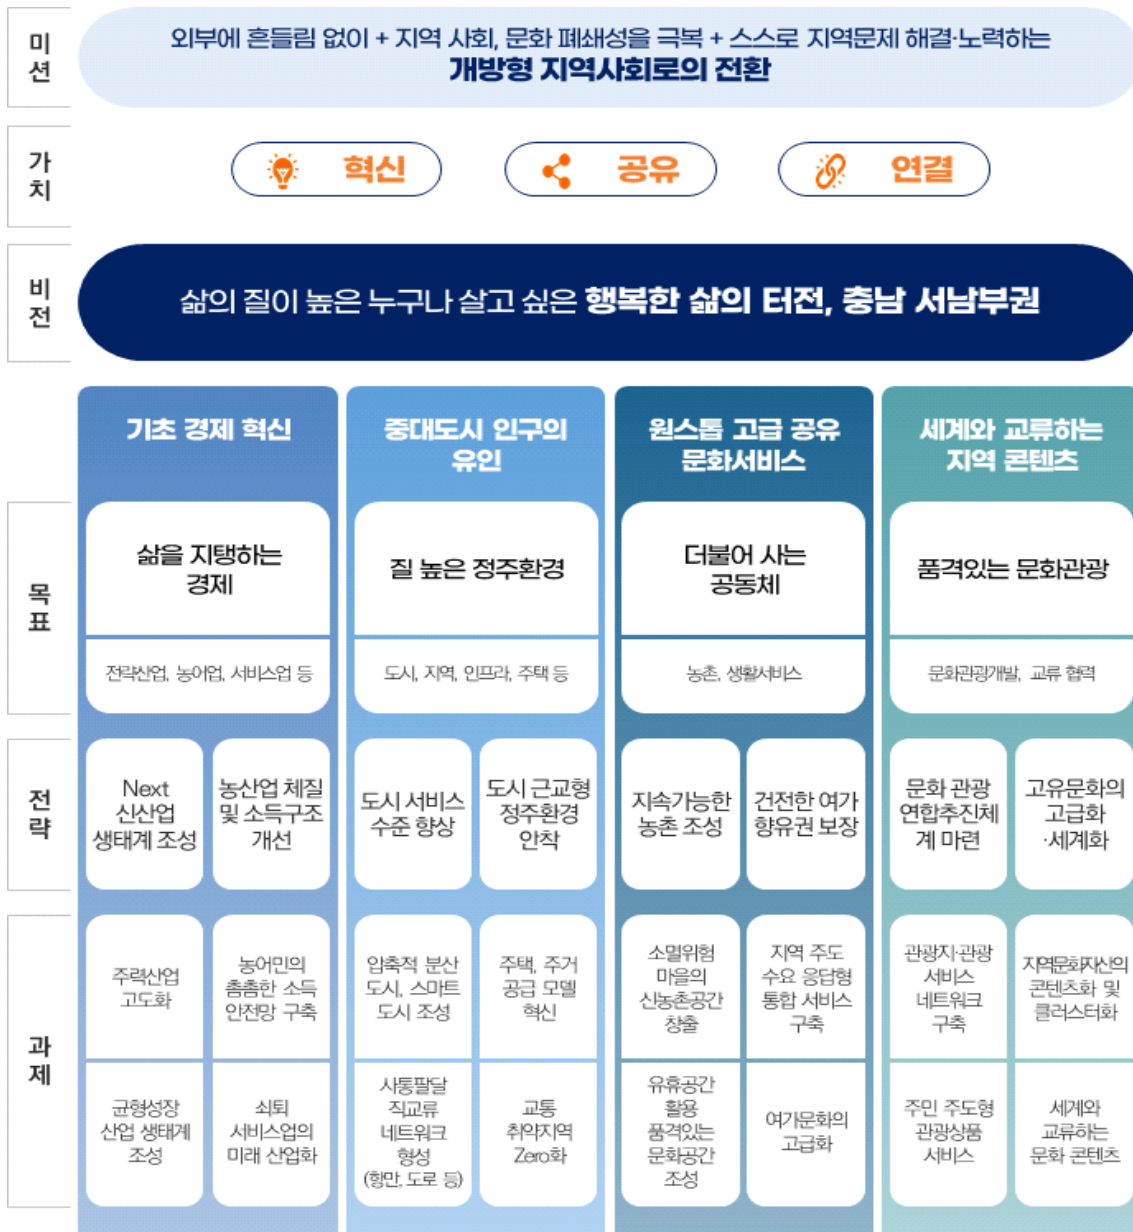 미
션
외부에 흔들림 없이 + 지역 사회, 문화 폐쇄성을 극복 + 스스로 지역문제 해결·노력하는
개방형 지역사회로의 전환
가
치
혁신
공유
연결
비
전
삶의 질이 높은 누구나 살고 싶은 행복한 삶의 터전, 충남 서남부권
기초 경제 혁신
중대도시 인구의
유인
원스톱 고급 공유
문화서비스
세계와 교류하는
지역 콘텐츠
목
표
삶을 지탱하는
경제
질 높은 정주환경
더불어 사는
공동체
품격있는 문화관광
전략산업, 농어업, 서비스업 등
도시, 지역, 인프라, 주택 등
농촌, 생활서비스
문화관광개발, 교류 협력
전
략
Next
신산업
생태계 조성
농산업 체질
및 소득구조
개선
도시 서비스
수준 향상
도시 근교형
정주환경
안착
지속가능한
농촌 조성
건전한 여가
향유권 보장
문화 관광
연합추진체
계 마련
고유문화의
고급화
·세계화
과
제
주력산업
고도화
농어민의
촘촘한 소득
안전망 구축
압축적 분산
도시, 스마트
도시 조성
주택, 주거
공급 모델
혁신
소멸위험
마을의
신농촌공간
창출
지역 주도
수요 응답형
통합 서비스
구축
관광지·관광
서비스
네트워크
구축
지역문화자산의
콘텐츠화 및
클러스터화
균형성장
산업 생태계
조성
쇠퇴
서비스업의
미래 산업화
사통팔달
직교류
네트워크
형성
(항만, 도로 등)
교통
취약지역
Zero화
유휴공간
활용
품격있는
문화공간
조성
여가문화의
고급화
주민 주도형
관광상품
서비스
세계와
교류하는
문화 콘텐츠